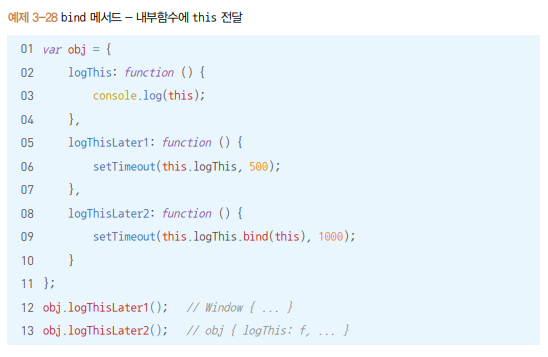 예제 3-28 bind 메서드 – 내부함수에 this 전달
01 var obj = {
02     logThis: function () {
03         console.log(this);
04     },
05     logThisLater1: function () {
06         setTimeout(this.logThis, 500);
07     },
08     logThisLater2: function () {
09         setTimeout(this.logThis.bind(this), 1000);
10     }
11 };
12 obj.logThisLater1();   // Window { ... }
13 obj.logThisLater2();   // obj { logThis: f, ... }